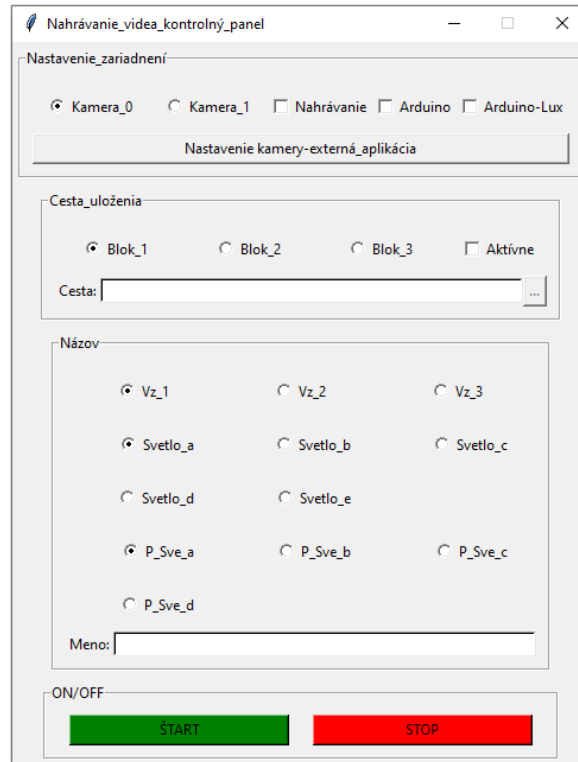 Nahrávanie_videa_kontrolný_panel
Nastavenie_zariadnení
Kamera_0 Kamera_1 Nahrávanie Arduino Arduino-Lux
Nastavenie kamery-externá_aplikácia
Cesta_uloženia
Blok_1 Blok_2 Blok_3 Aktívne
Cesta: ...
Názov
Vz_1 Vz_2 Vz_3
Svetlo_a Svetlo_b Svetlo_c
Svetlo_d Svetlo_e
P_Sve_a P_Sve_b P_Sve_c
P_Sve_d
Meno:
ON/OFF
ŠTART STOP